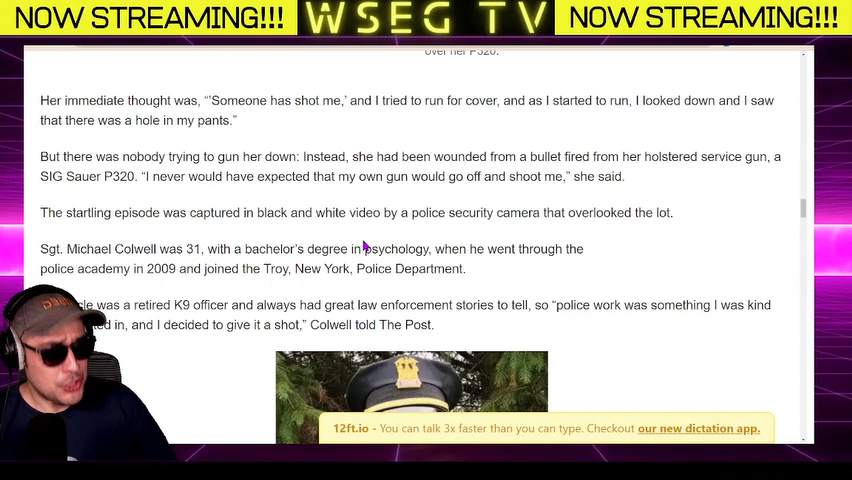 NOW STREAMING!!! WSEG TV NOW STREAMING!!!
over her P320.
Her immediate thought was, “‘Someone has shot me,’ and I tried to run for cover, and as I started to run, I looked down and I saw
that there was a hole in my pants.”
But there was nobody trying to gun her down: Instead, she had been wounded from a bullet fired from her holstered service gun, a
SIG Sauer P320. “I never would have expected that my own gun would go off and shoot me,” she said.
The startling episode was captured in black and white video by a police security camera that overlooked the lot.
Sgt. Michael Colwell was 31, with a bachelor’s degree in psychology, when he went through the
police academy in 2009 and joined the Troy, New York, Police Department.
was a retired K9 officer and always had great law enforcement stories to tell, so “police work was something I was kind
in, and I decided to give it a shot,” Colwell told The Post.
12ft.io - You can talk 3x faster than you can type. Checkout our new dictation app.